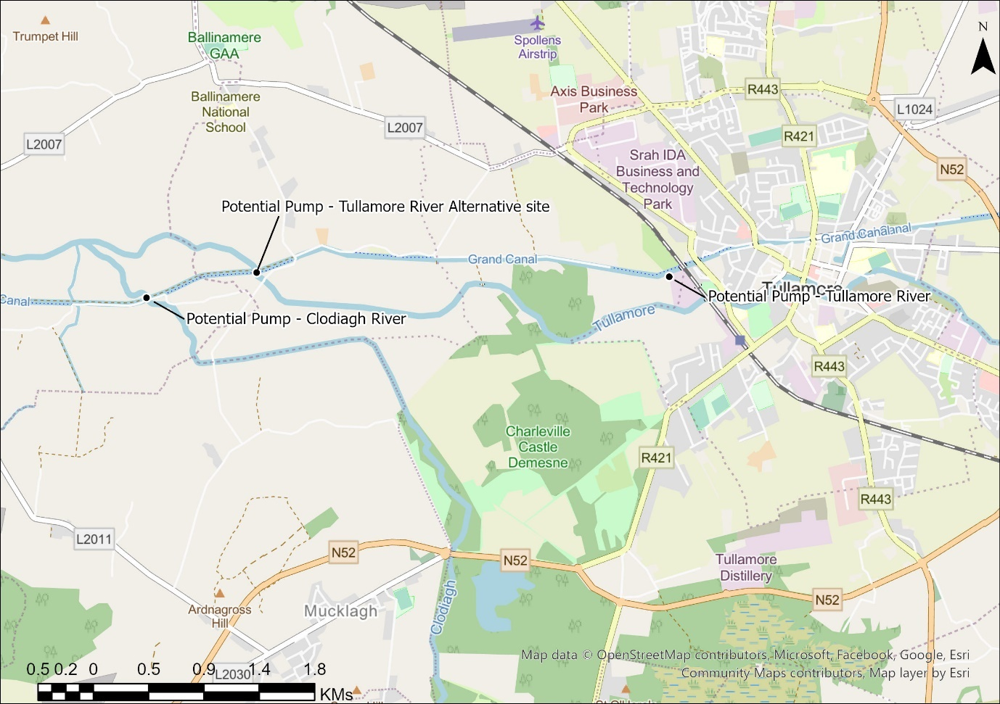 Trumpet Hill
Ballinamere
GAA
Spollens
Airstrip
N
Ballinamere
National
School
Axis Business
Park
R443
L1024
L2007
L2007
R421
Srah IDA
Business and
Technology
Park
N52
Potential Pump - Tullamore River Alternative site
Grand Canal
Grand Canal
Canal
Canal
Tullamore
Potential Pump - Tullamore River
Potential Pump - Clodiagh River
Tullamore
R443
Charleville
Castle
Demesne
R421
R443
L2011
N52
N52
Tullamore
Distillery
N52
Ardnagross
Hill
Mucklagh
Clodiagh
Map data © OpenStreetMap contributors, Microsoft, Facebook, Google, Esri
Community Maps contributors, Map layer by Esri
0.5 0.2 0 0.5 0.9 1.4 1.8
L2030
KMs